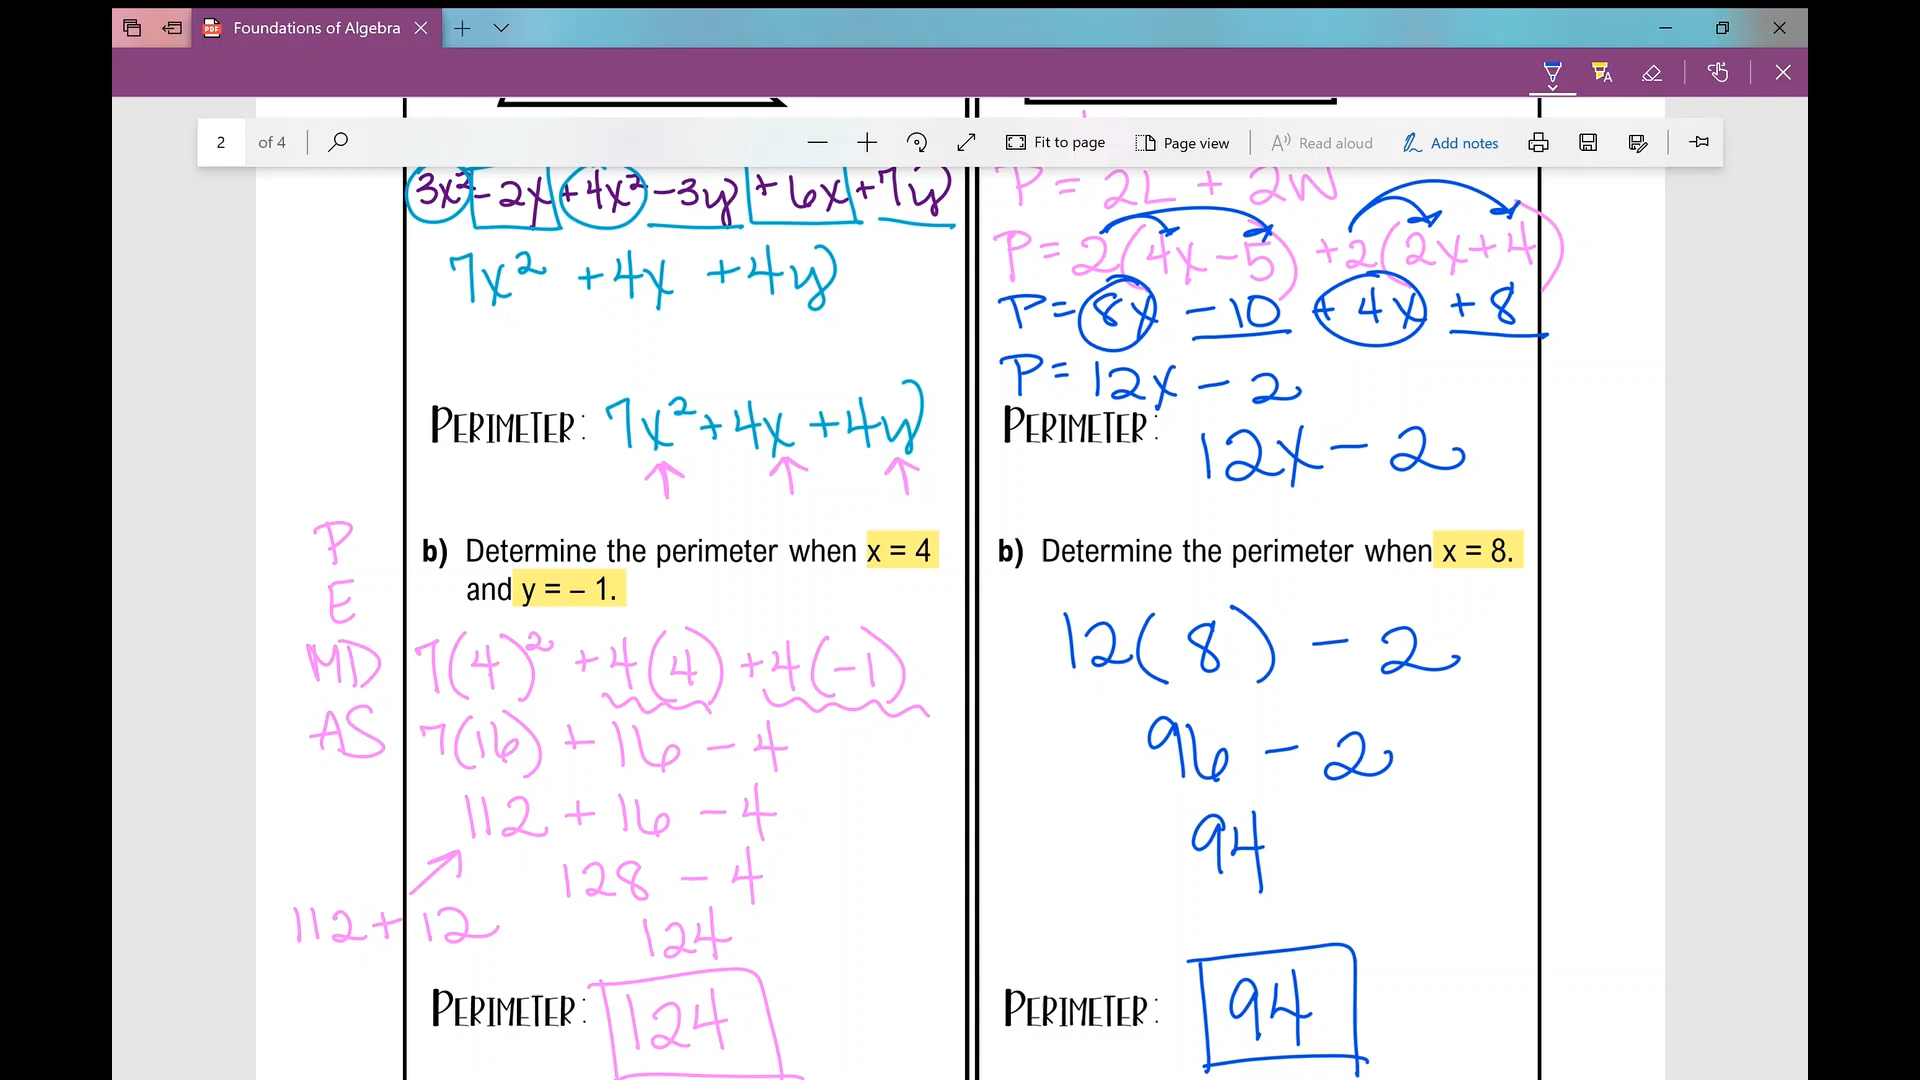 Foundations of Algebra
2 of 4 Fit to page Page view Read aloud Add notes
3x² - 2x + 4x² - 3y + 6x + 7y
7x² + 4x + 4y
PERIMETER: 7x² + 4x + 4y
b) Determine the perimeter when x = 4
and y = – 1.
P
E
MD
AS
7(4)² + 4(4) + 4(-1)
7(16) + 16 - 4
112 + 16 - 4
128 - 4
112 + 12
124
PERIMETER: 124
P = 2L + 2W
P = 2(4x - 5) + 2(2x + 4)
P = 8x - 10 + 4x + 8
P = 12x - 2
PERIMETER: 12x - 2
b) Determine the perimeter when x = 8.
12(8) - 2
96 - 2
94
PERIMETER: 94